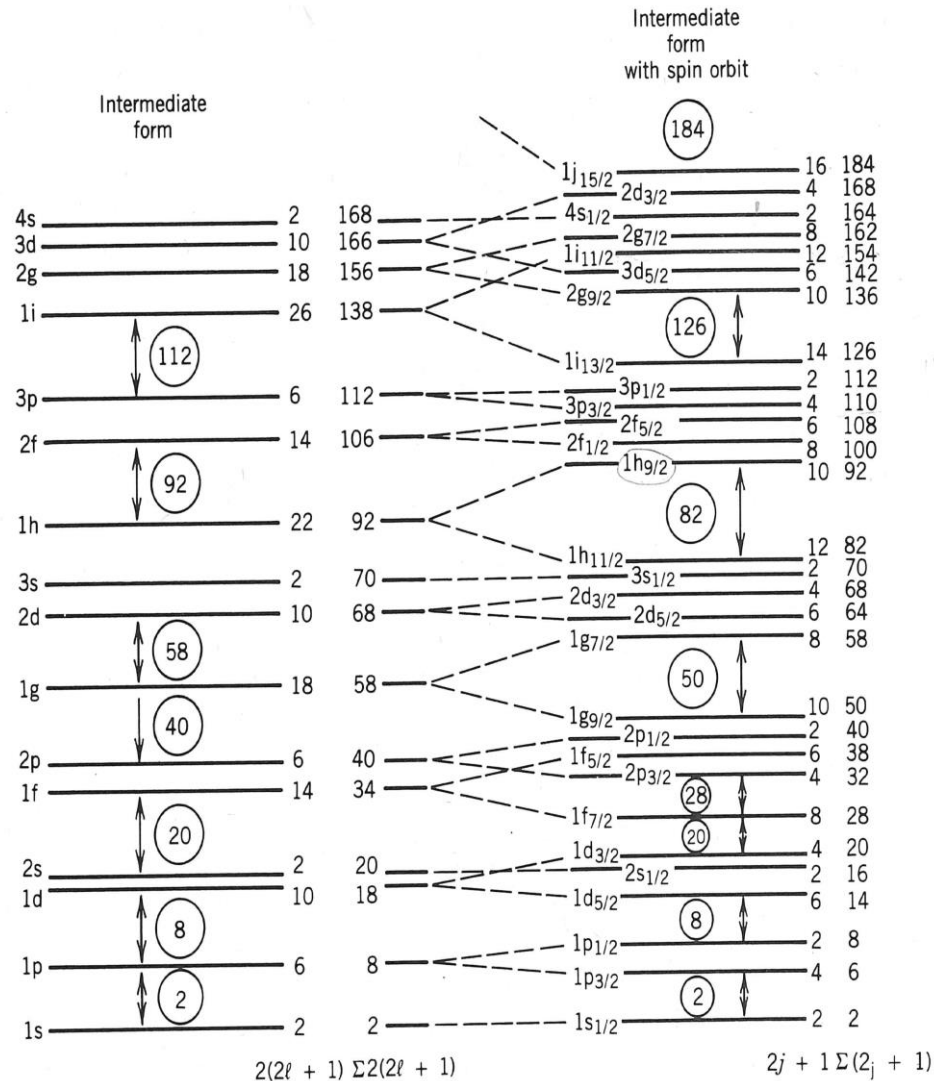 Intermediate
form
4s 2 168
3d 10 166
2g 18 156
1i 26 138
112
3p 6 112
2f 14 106
92
1h 22 92
3s 2 70
2d 10 68
58
1g 18 58
40
2p 6 40
1f 14 34
20
2s 2 20
1d 10 18
8
1p 6 8
2
1s 2 2
2(2ℓ + 1) Σ2(2ℓ + 1)
Intermediate
form
with spin orbit
184
1j15/2 16 184
2d3/2 4 168
4s1/2 2 164
2g7/2 8 162
1i11/2 12 154
3d5/2 6 142
2g9/2 10 136
126
1i13/2 14 126
3p1/2 2 112
3p3/2 4 110
2f5/2 6 108
2f1/2 8 100
1h9/2 10 92
82
1h11/2 12 82
3s1/2 2 70
2d3/2 4 68
2d5/2 6 64
1g7/2 8 58
50
1g9/2 10 50
2p1/2 2 40
1f5/2 6 38
2p3/2 4 32
28
1f7/2 8 28
20
1d3/2 4 20
2s1/2 2 16
1d5/2 6 14
8
1p1/2 2 8
1p3/2 4 6
2
1s1/2 2 2
2j + 1 Σ(2j + 1)